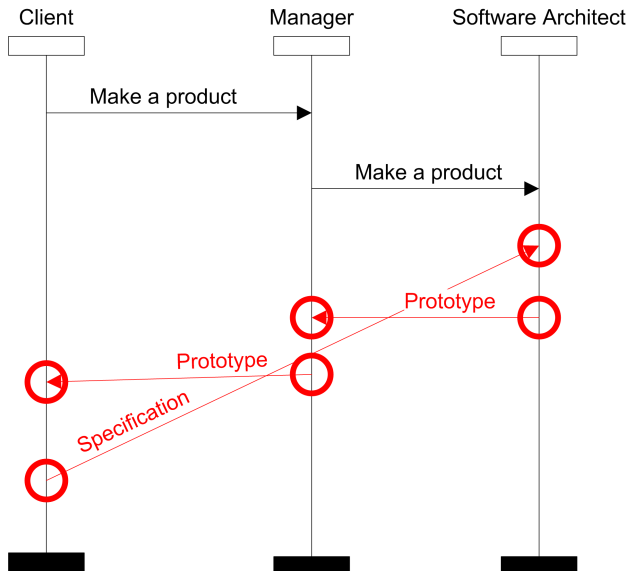 Client
Manager
Software Architect
Make a product
Make a product
Prototype
Prototype
Specification